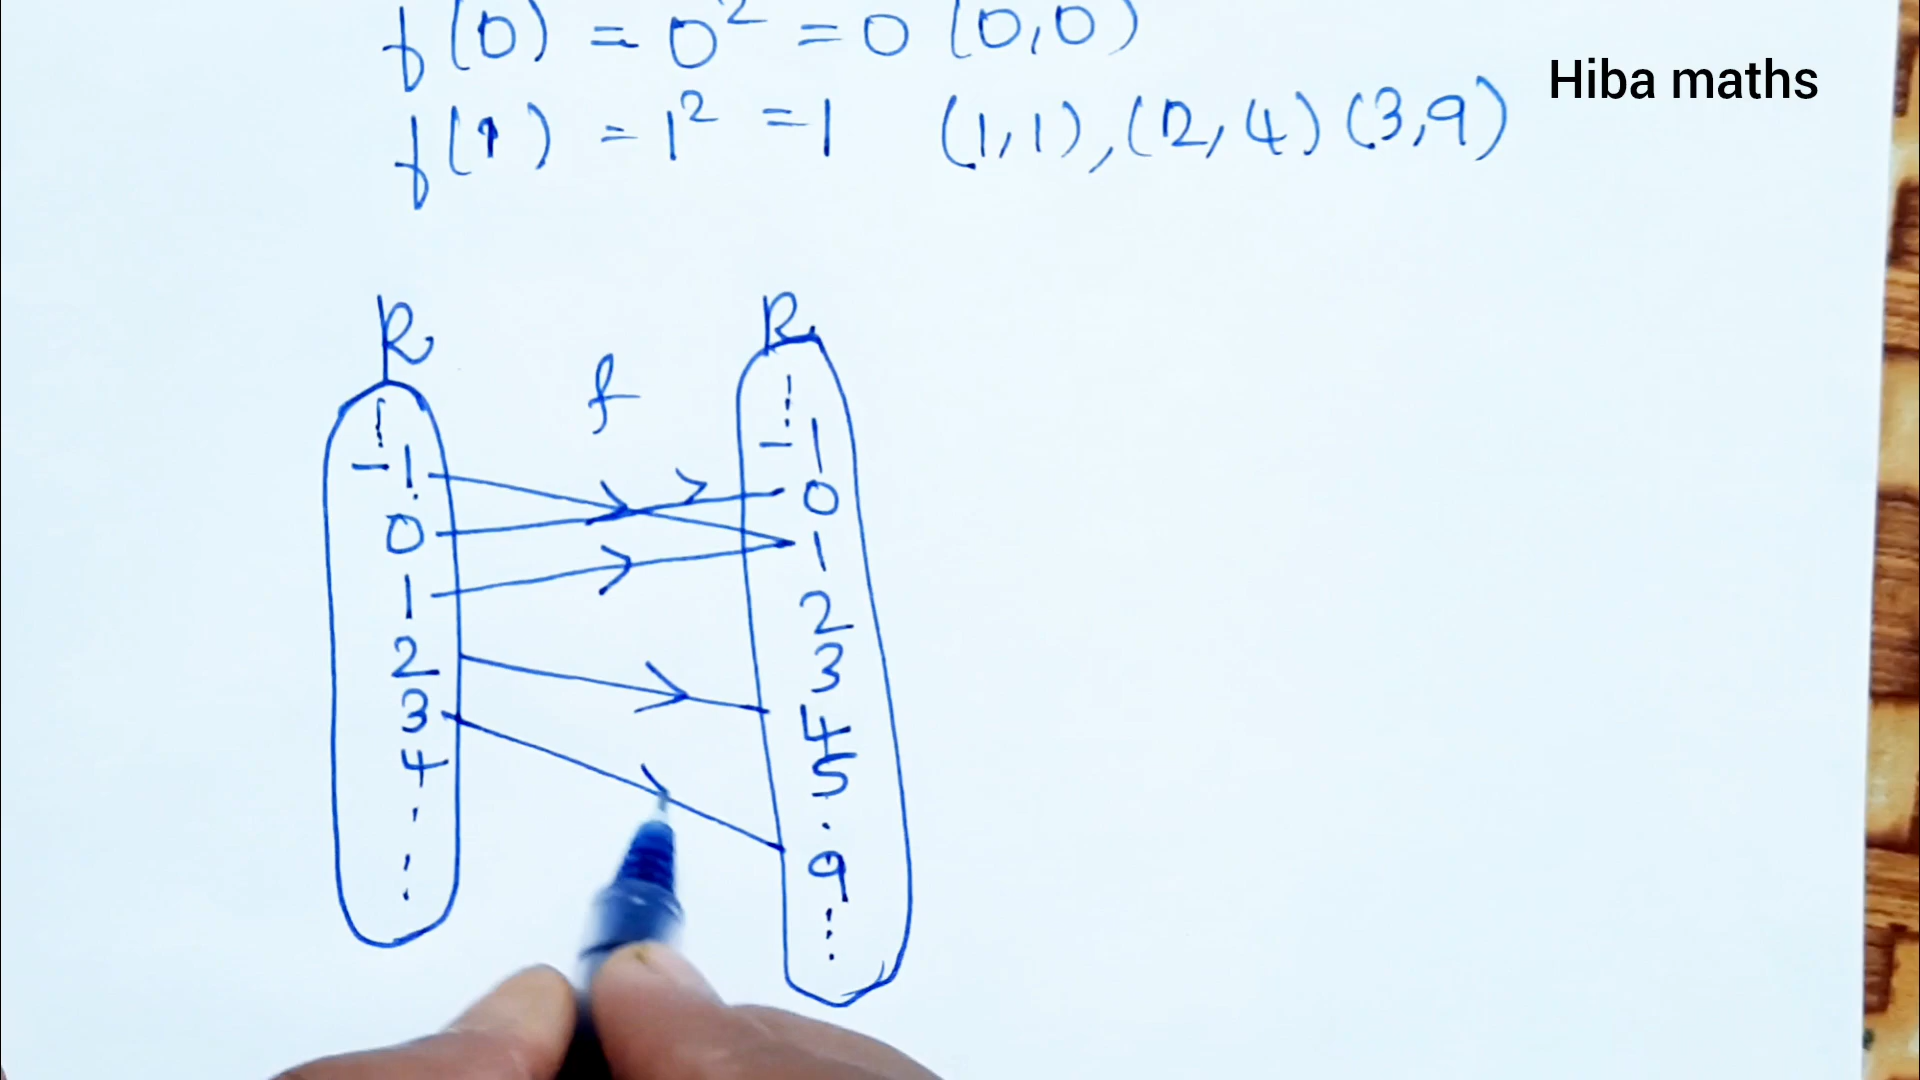 f(0) = 0² = 0 (0,0)
Hiba maths
f(1) = 1² = 1 (1,1),(2,4)(3,9)
R R
f
-1 -1
0 0
1 1
2 2
3 3
4 4
5
9